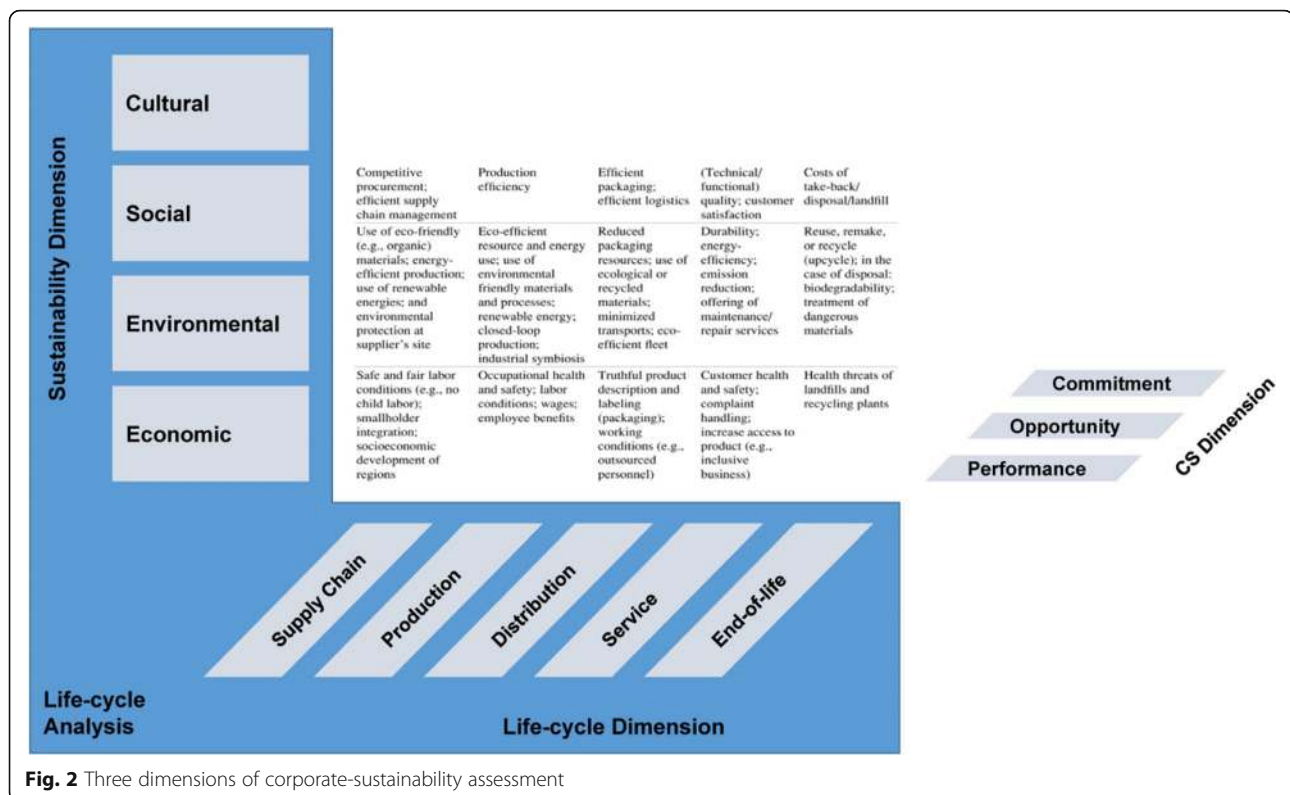 Sustainability Dimension
Cultural
Social
Environmental
Economic
Competitive
procurement;
efficient supply
chain management
Production
efficiency
Efficient
packaging;
efficient logistics
(Technical/
functional)
quality; customer
satisfaction
Costs of
take-back/
disposal/landfill
Use of eco-friendly
(e.g., organic)
materials; energy-
efficient production;
use of renewable
energies; and
environmental
protection at
supplier's site
Eco-efficient
resource and energy
use; use of
environmental
friendly materials
and processes;
renewable energy;
closed-loop
production;
industrial symbiosis
Reduced
packaging
resources; use of
ecological or
recycled
materials;
minimized
transports; eco-
efficient fleet
Durability;
energy-
efficiency;
emission
reduction;
offering of
maintenance/
repair services
Reuse, remake,
or recycle
(upcycle); in the
case of disposal:
biodegradability;
treatment of
dangerous
materials
Safe and fair labor
conditions (e.g., no
child labor);
smallholder
integration;
socioeconomic
development of
regions
Occupational health
and safety; labor
conditions; wages;
employee benefits
Truthful product
description and
labeling
(packaging);
working
conditions (e.g.,
outsourced
personnel)
Customer health
and safety;
complaint
handling;
increase access to
product (e.g.,
inclusive
business)
Health threats of
landfills and
recycling plants
Commitment
Opportunity
Performance
CS Dimension
Supply Chain
Production
Distribution
Service
End-of-life
Life-cycle
Analysis
Life-cycle Dimension
Fig. 2 Three dimensions of corporate-sustainability assessment